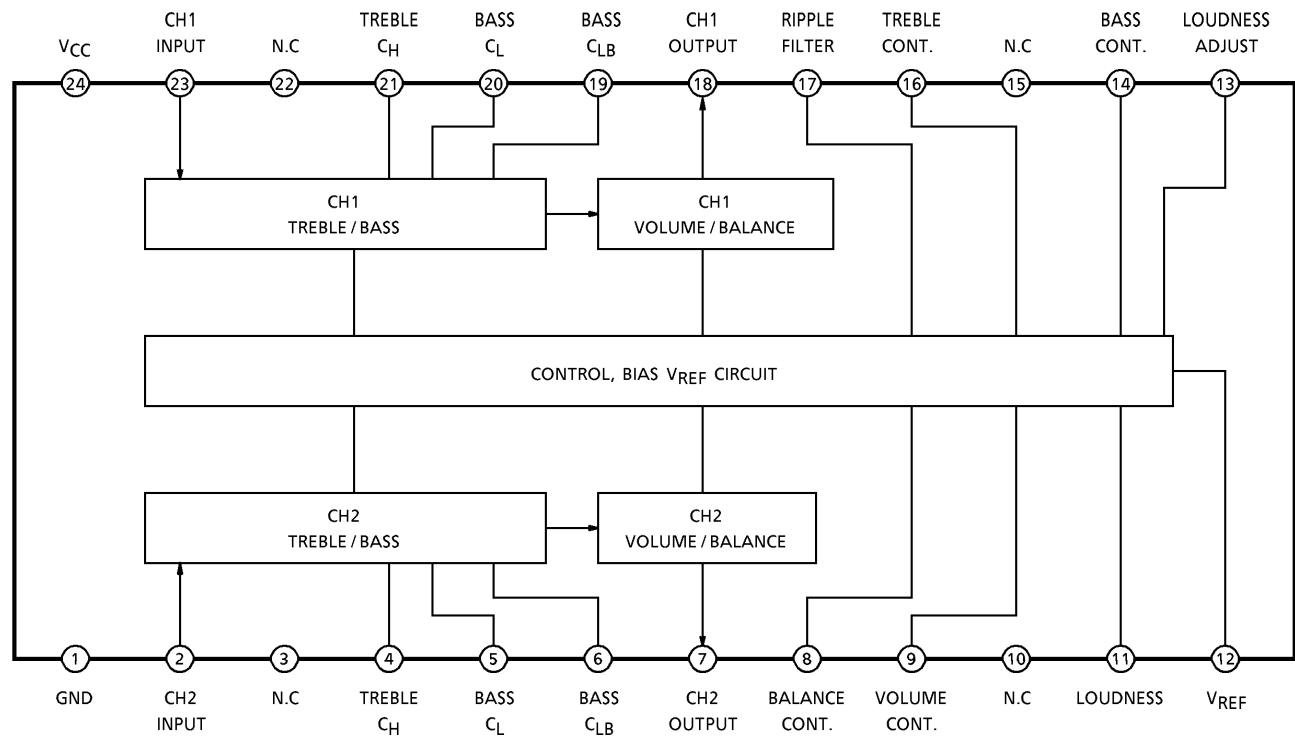 VCC
CH1
INPUT
N.C
TREBLE
CH
BASS
CL
BASS
CLB
CH1
OUTPUT
RIPPLE
FILTER
TREBLE
CONT.
N.C
BASS
CONT.
LOUDNESS
ADJUST
24
23
22
21
20
19
18
17
16
15
14
13
CH1
TREBLE / BASS
CH1
VOLUME / BALANCE
CONTROL, BIAS VREF CIRCUIT
CH2
TREBLE / BASS
CH2
VOLUME / BALANCE
1
2
3
4
5
6
7
8
9
10
11
12
GND
CH2
INPUT
N.C
TREBLE
CH
BASS
CL
BASS
CLB
CH2
OUTPUT
BALANCE
CONT.
VOLUME
CONT.
N.C
LOUDNESS
VREF